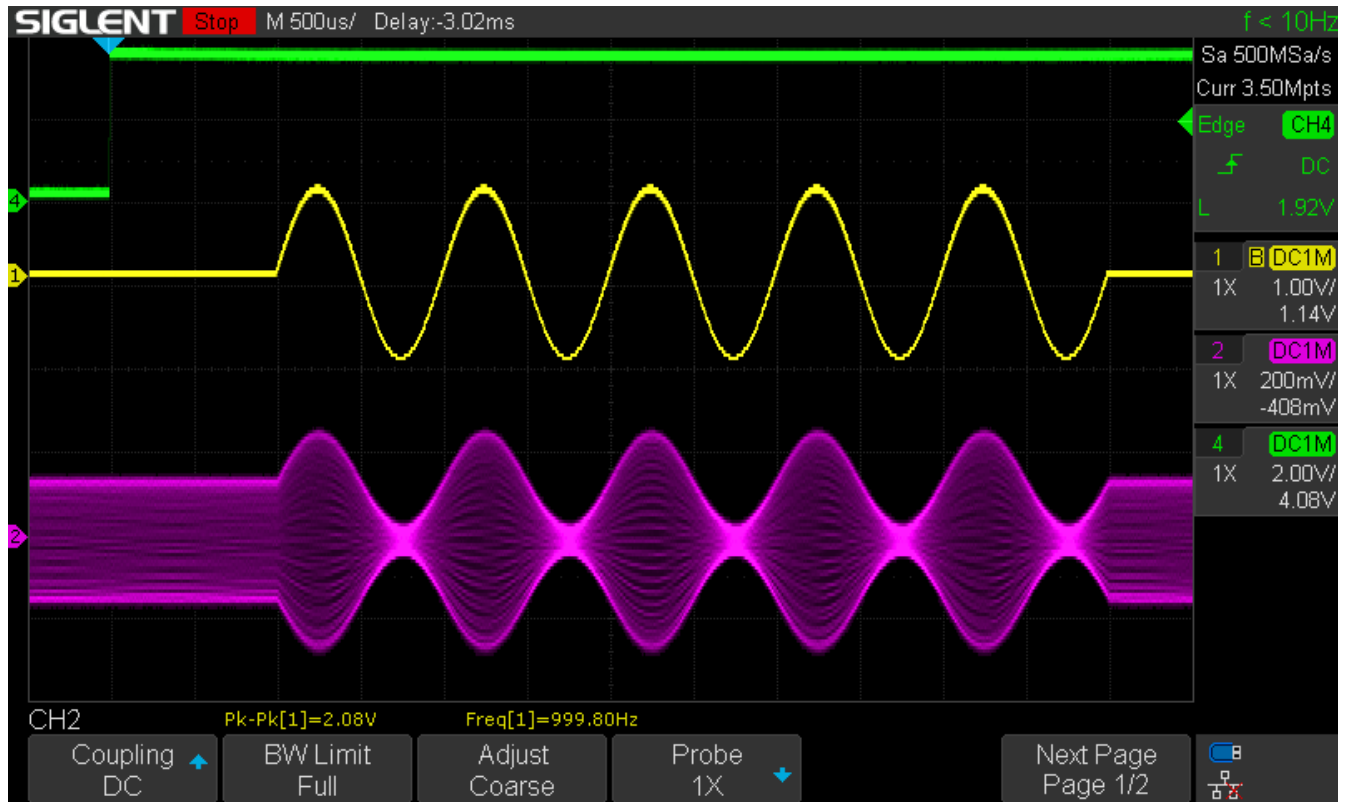 SIGLENT Stop M 500us/ Delay:-3.02ms f < 10Hz
Sa 500MSa/s
Curr 3.50Mpts
Edge CH4
DC
L 1.92V
4
1
2
1 B DC1M
1X 1.00V/
1.14V
2 DC1M
1X 200mV/
-408mV
4 DC1M
1X 2.00V/
4.08V
CH2 Pk-Pk[1]=2.08V Freq[1]=999.80Hz
Coupling
DC
BW Limit
Full
Adjust
Coarse
Probe
1X
Next Page
Page 1/2